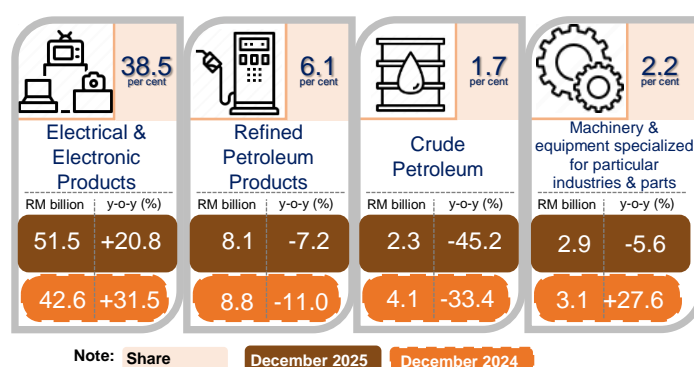 38.5
per cent
Electrical &
Electronic
Products
RM billion y-o-y (%)
51.5 +20.8
42.6 +31.5
6.1
per cent
Refined
Petroleum
Products
RM billion y-o-y (%)
8.1 -7.2
8.8 -11.0
1.7
per cent
Crude
Petroleum
RM billion y-o-y (%)
2.3 -45.2
4.1 -33.4
2.2
per cent
Machinery &
equipment specialized
for particular
industries & parts
RM billion y-o-y (%)
2.9 -5.6
3.1 +27.6
Note: Share December 2025 December 2024